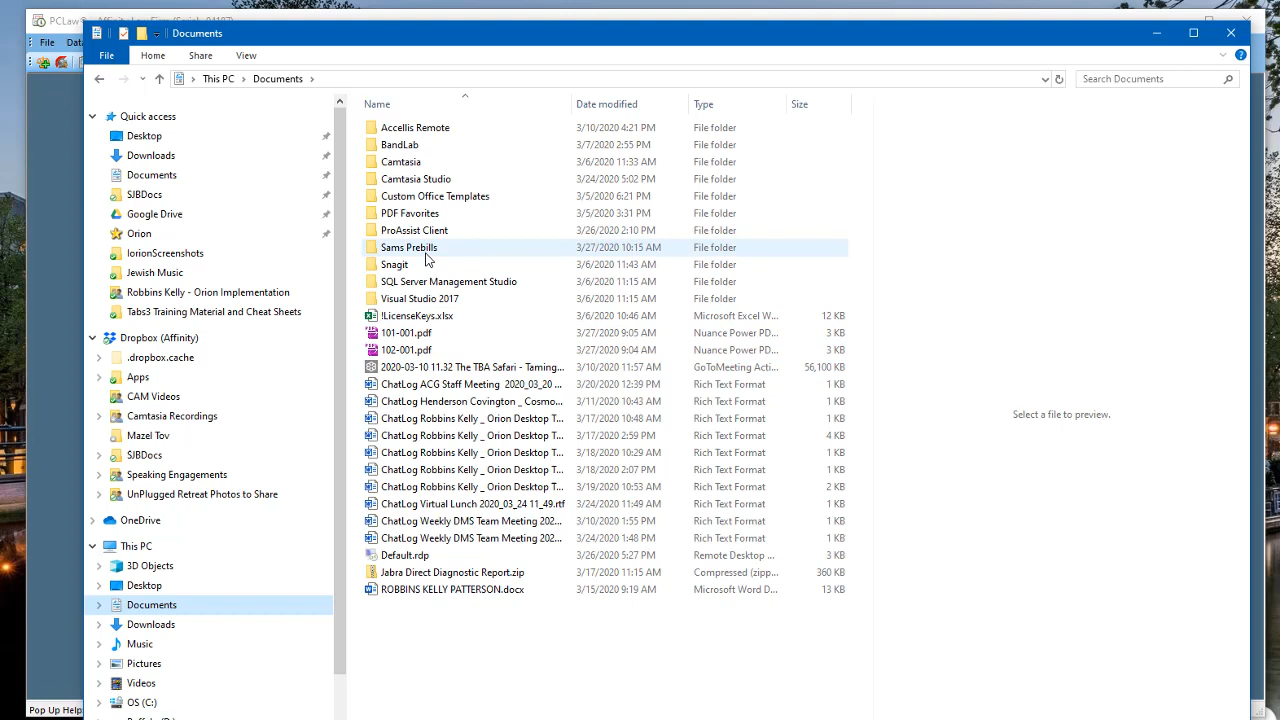 Documents
File
Home
Share
View
This PC
Documents
Search Documents
Name
Date modified
Type
Size
Quick access
Desktop
Downloads
Documents
SJBDocs
Google Drive
Orion
IorionScreenshots
Jewish Music
Robbins Kelly - Orion Implementation
Tabs3 Training Material and Cheat Sheets
Dropbox (Affinity)
.dropbox.cache
Apps
CAM Videos
Camtasia Recordings
Mazel Tov
SJBDocs
Speaking Engagements
UnPlugged Retreat Photos to Share
OneDrive
This PC
3D Objects
Desktop
Documents
Downloads
Music
Pictures
Videos
OS (C:)
Accellis Remote 3/10/2020 4:21 PM File folder
BandLab 3/7/2020 2:55 PM File folder
Camtasia 3/6/2020 11:33 AM File folder
Camtasia Studio 3/24/2020 5:02 PM File folder
Custom Office Templates 3/5/2020 6:21 PM File folder
PDF Favorites 3/5/2020 3:31 PM File folder
ProAssist Client 3/26/2020 2:10 PM File folder
Sams Prebills 3/27/2020 10:15 AM File folder
Snagit 3/6/2020 11:43 AM File folder
SQL Server Management Studio 3/6/2020 11:15 AM File folder
Visual Studio 2017 3/6/2020 11:15 AM File folder
!LicenseKeys.xlsx 3/6/2020 10:46 AM Microsoft Excel W... 12 KB
101-001.pdf 3/27/2020 9:05 AM Nuance Power PD... 3 KB
102-001.pdf 3/27/2020 9:04 AM Nuance Power PD... 3 KB
2020-03-10 11.32 The TBA Safari - Taming... 3/10/2020 11:57 AM GoToMeeting Acti... 56,100 KB
ChatLog ACG Staff Meeting 2020_03_20 ... 3/20/2020 12:39 PM Rich Text Format 1 KB
ChatLog Henderson Covington _ Cosmo... 3/11/2020 10:43 AM Rich Text Format 1 KB
ChatLog Robbins Kelly _ Orion Desktop T... 3/17/2020 10:48 AM Rich Text Format 1 KB
ChatLog Robbins Kelly _ Orion Desktop T... 3/17/2020 2:59 PM Rich Text Format 4 KB
ChatLog Robbins Kelly _ Orion Desktop T... 3/18/2020 10:29 AM Rich Text Format 1 KB
ChatLog Robbins Kelly _ Orion Desktop T... 3/18/2020 2:07 PM Rich Text Format 1 KB
ChatLog Robbins Kelly _ Orion Desktop T... 3/19/2020 10:53 AM Rich Text Format 2 KB
ChatLog Virtual Lunch 2020_03_24 11_49.rtf 3/24/2020 11:49 AM Rich Text Format 1 KB
ChatLog Weekly DMS Team Meeting 202... 3/10/2020 1:55 PM Rich Text Format 1 KB
ChatLog Weekly DMS Team Meeting 202... 3/24/2020 1:48 PM Rich Text Format 1 KB
Default.rdp 3/26/2020 5:27 PM Remote Desktop ... 3 KB
Jabra Direct Diagnostic Report.zip 3/17/2020 11:15 AM Compressed (zipp... 360 KB
ROBBINS KELLY PATTERSON.docx 3/15/2020 9:19 AM Microsoft Word D... 13 KB
Select a file to preview.
PCLaw
File
Pop Up Help